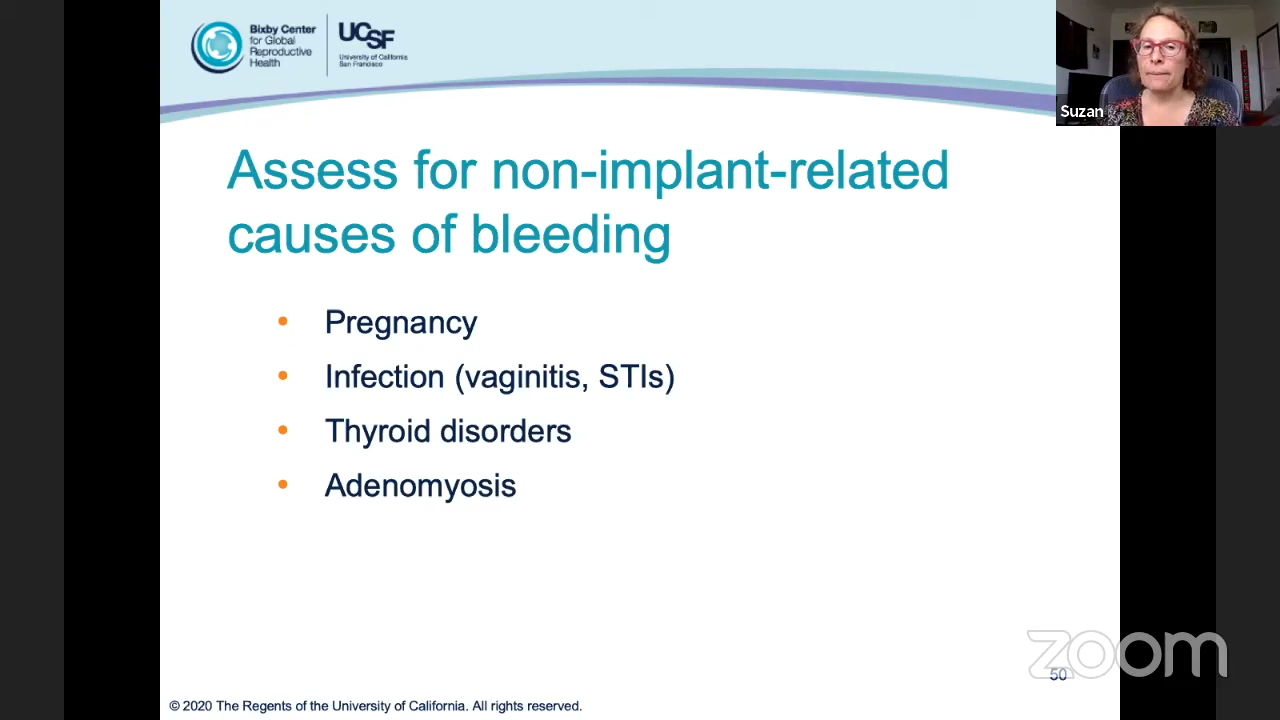 Bixby Center
for Global
Reproductive
Health
UCSF
University of California
San Francisco
Suzan
Assess for non-implant-related
causes of bleeding
• Pregnancy
• Infection (vaginitis, STIs)
• Thyroid disorders
• Adenomyosis
zoom
50
© 2020 The Regents of the University of California. All rights reserved.